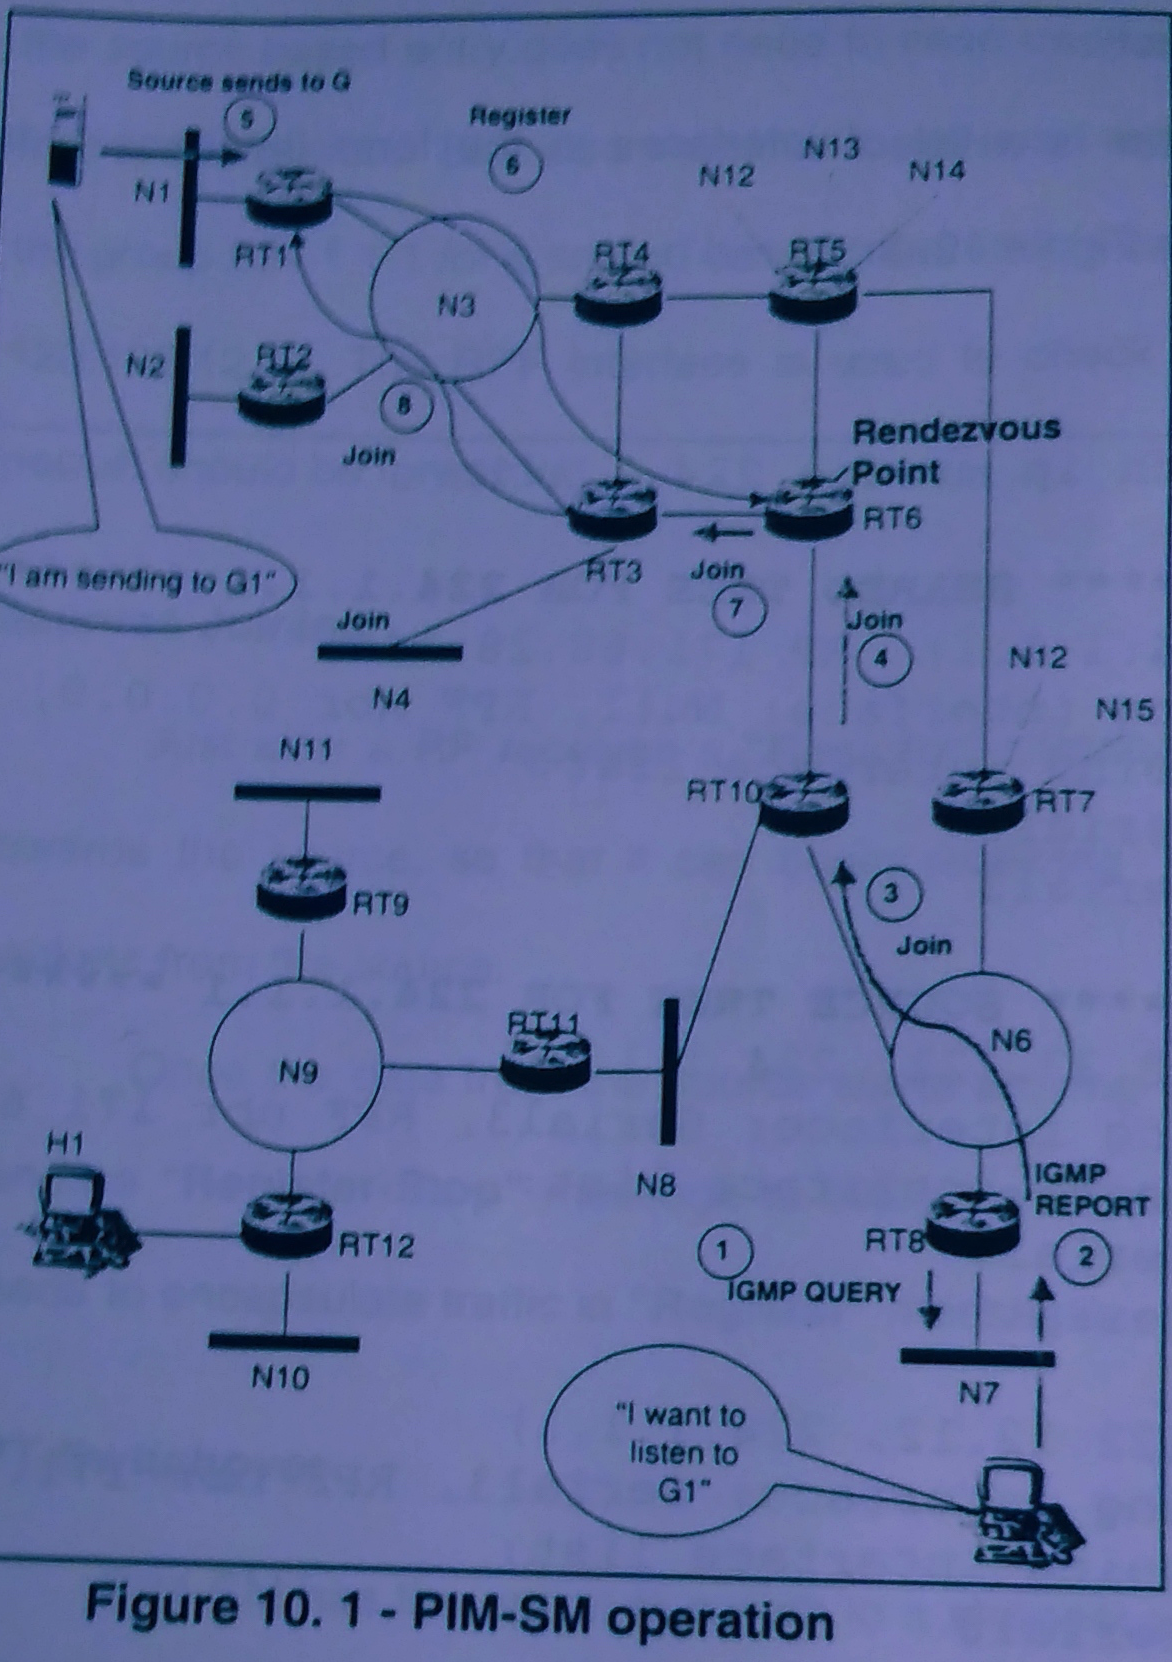 Source sends to G
5
Register
6
N12
N13
N14
N1
RT1
RT4
RT5
N3
N2
RT2
8
Join
Rendezvous
Point
RT6
"I am sending to G1"
RT3
Join
7
Join
4
Join
N4
N12
N15
N11
RT10
RT7
RT9
3
Join
RT11
N6
N9
H1
N8
IGMP
REPORT
RT12
RT8
1
2
IGMP QUERY
N10
N7
"I want to
listen to
G1"
Figure 10. 1 - PIM-SM operation